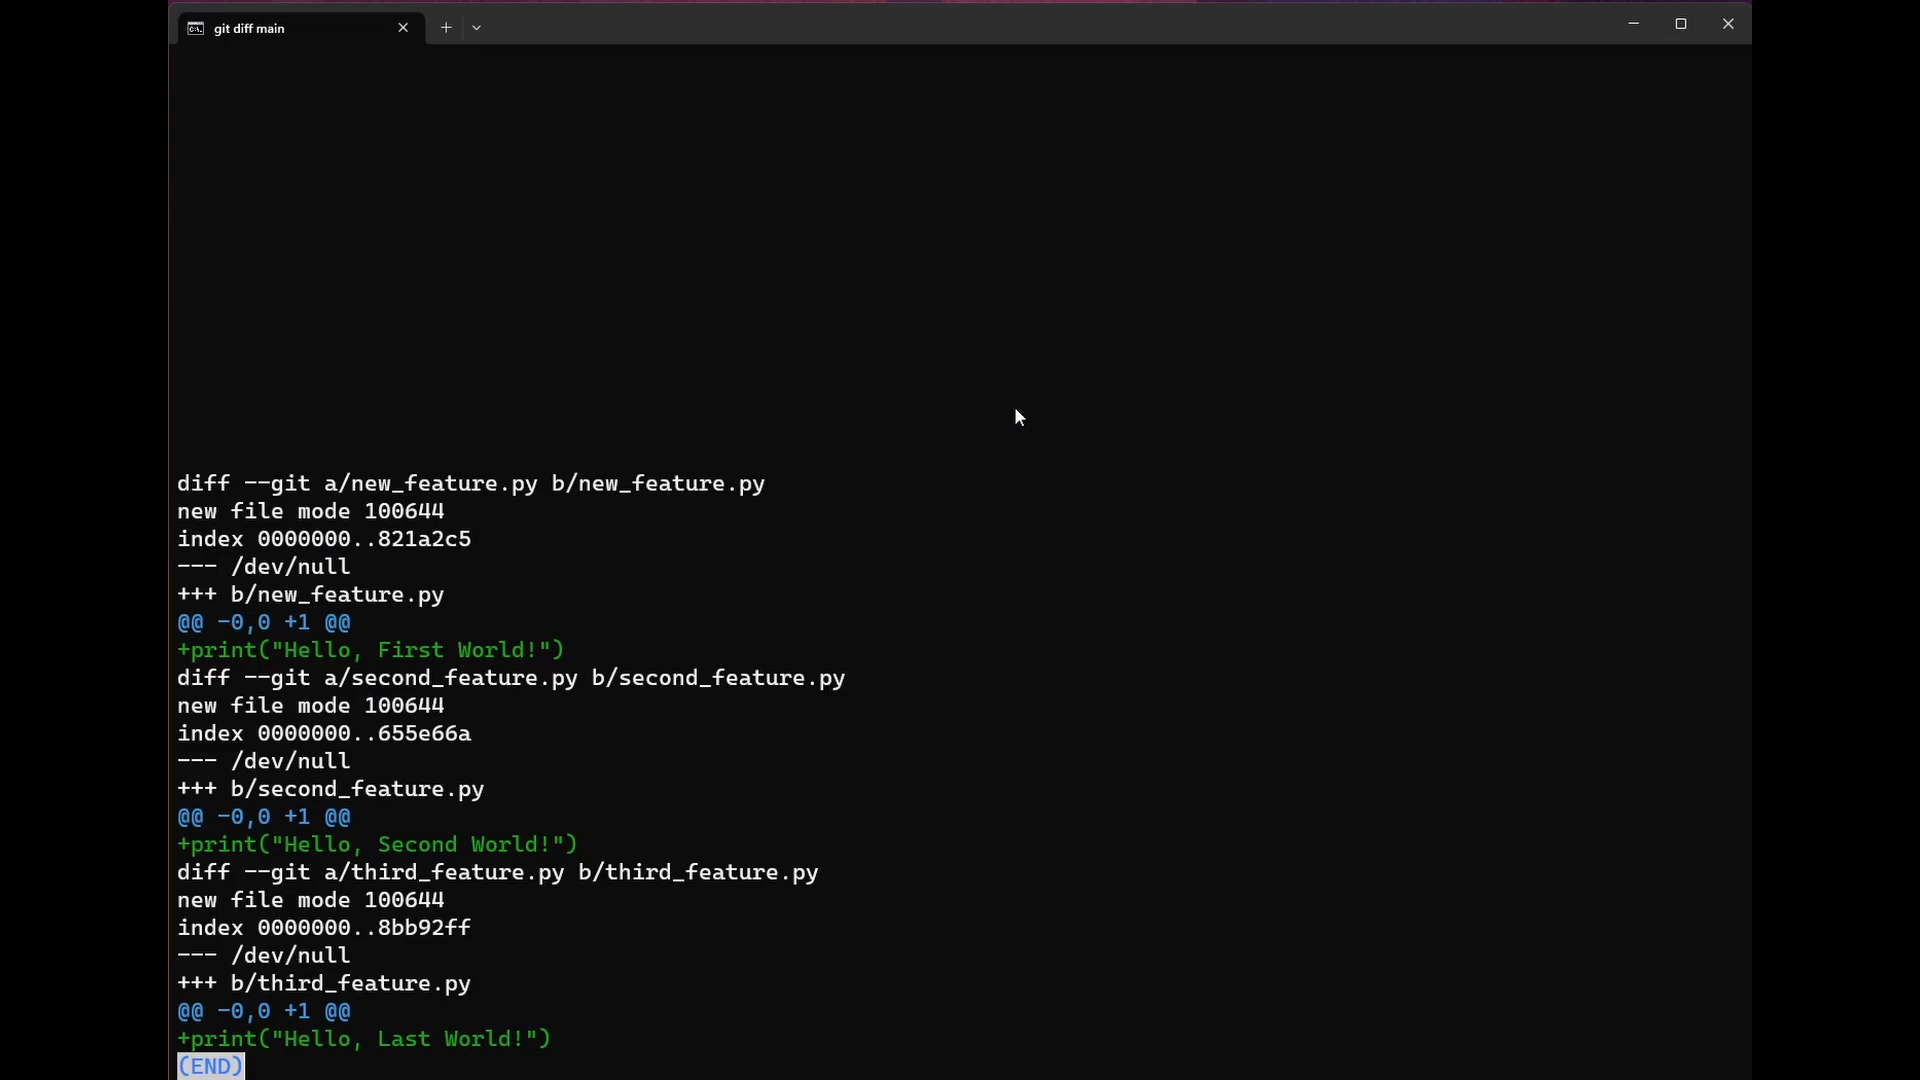 git diff main
diff --git a/new_feature.py b/new_feature.py
new file mode 100644
index 0000000..821a2c5
--- /dev/null
+++ b/new_feature.py
@@ -0,0 +1 @@
+print("Hello, First World!")
diff --git a/second_feature.py b/second_feature.py
new file mode 100644
index 0000000..655e66a
--- /dev/null
+++ b/second_feature.py
@@ -0,0 +1 @@
+print("Hello, Second World!")
diff --git a/third_feature.py b/third_feature.py
new file mode 100644
index 0000000..8bb92ff
--- /dev/null
+++ b/third_feature.py
@@ -0,0 +1 @@
+print("Hello, Last World!")
(END)